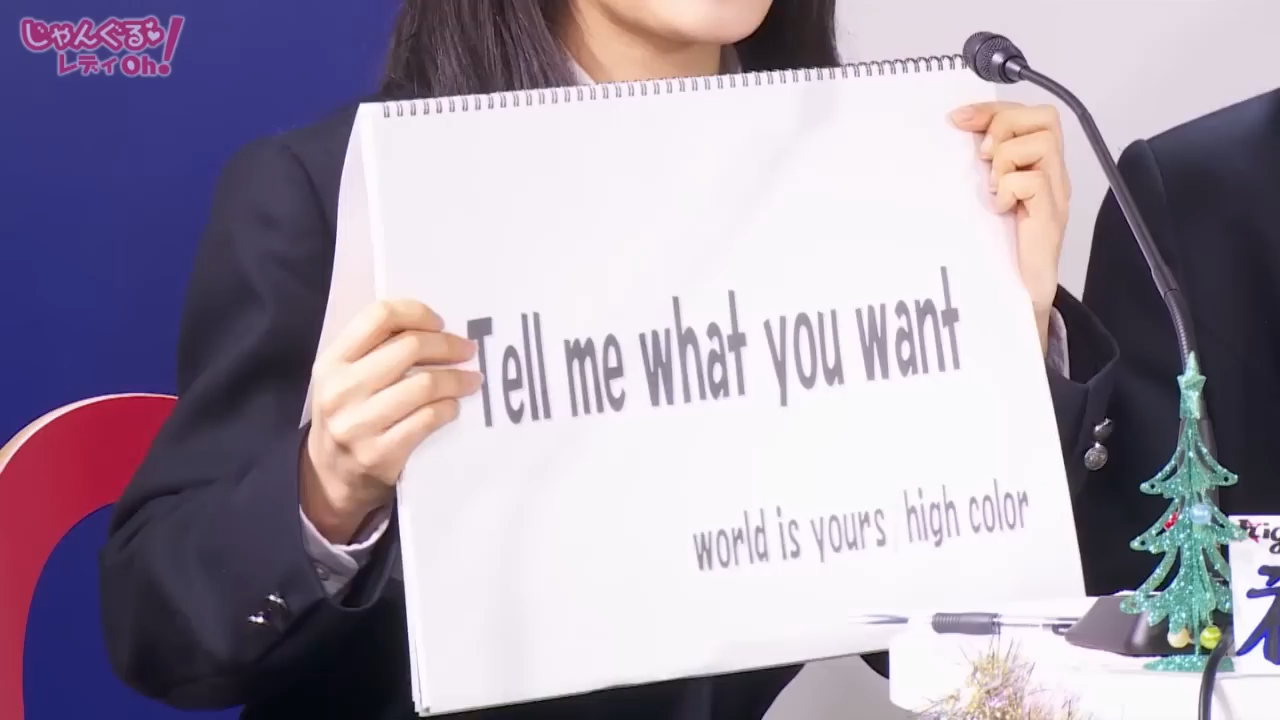 じゃんぐる!
レディOh!
Tell me what you want
world is yours / high color